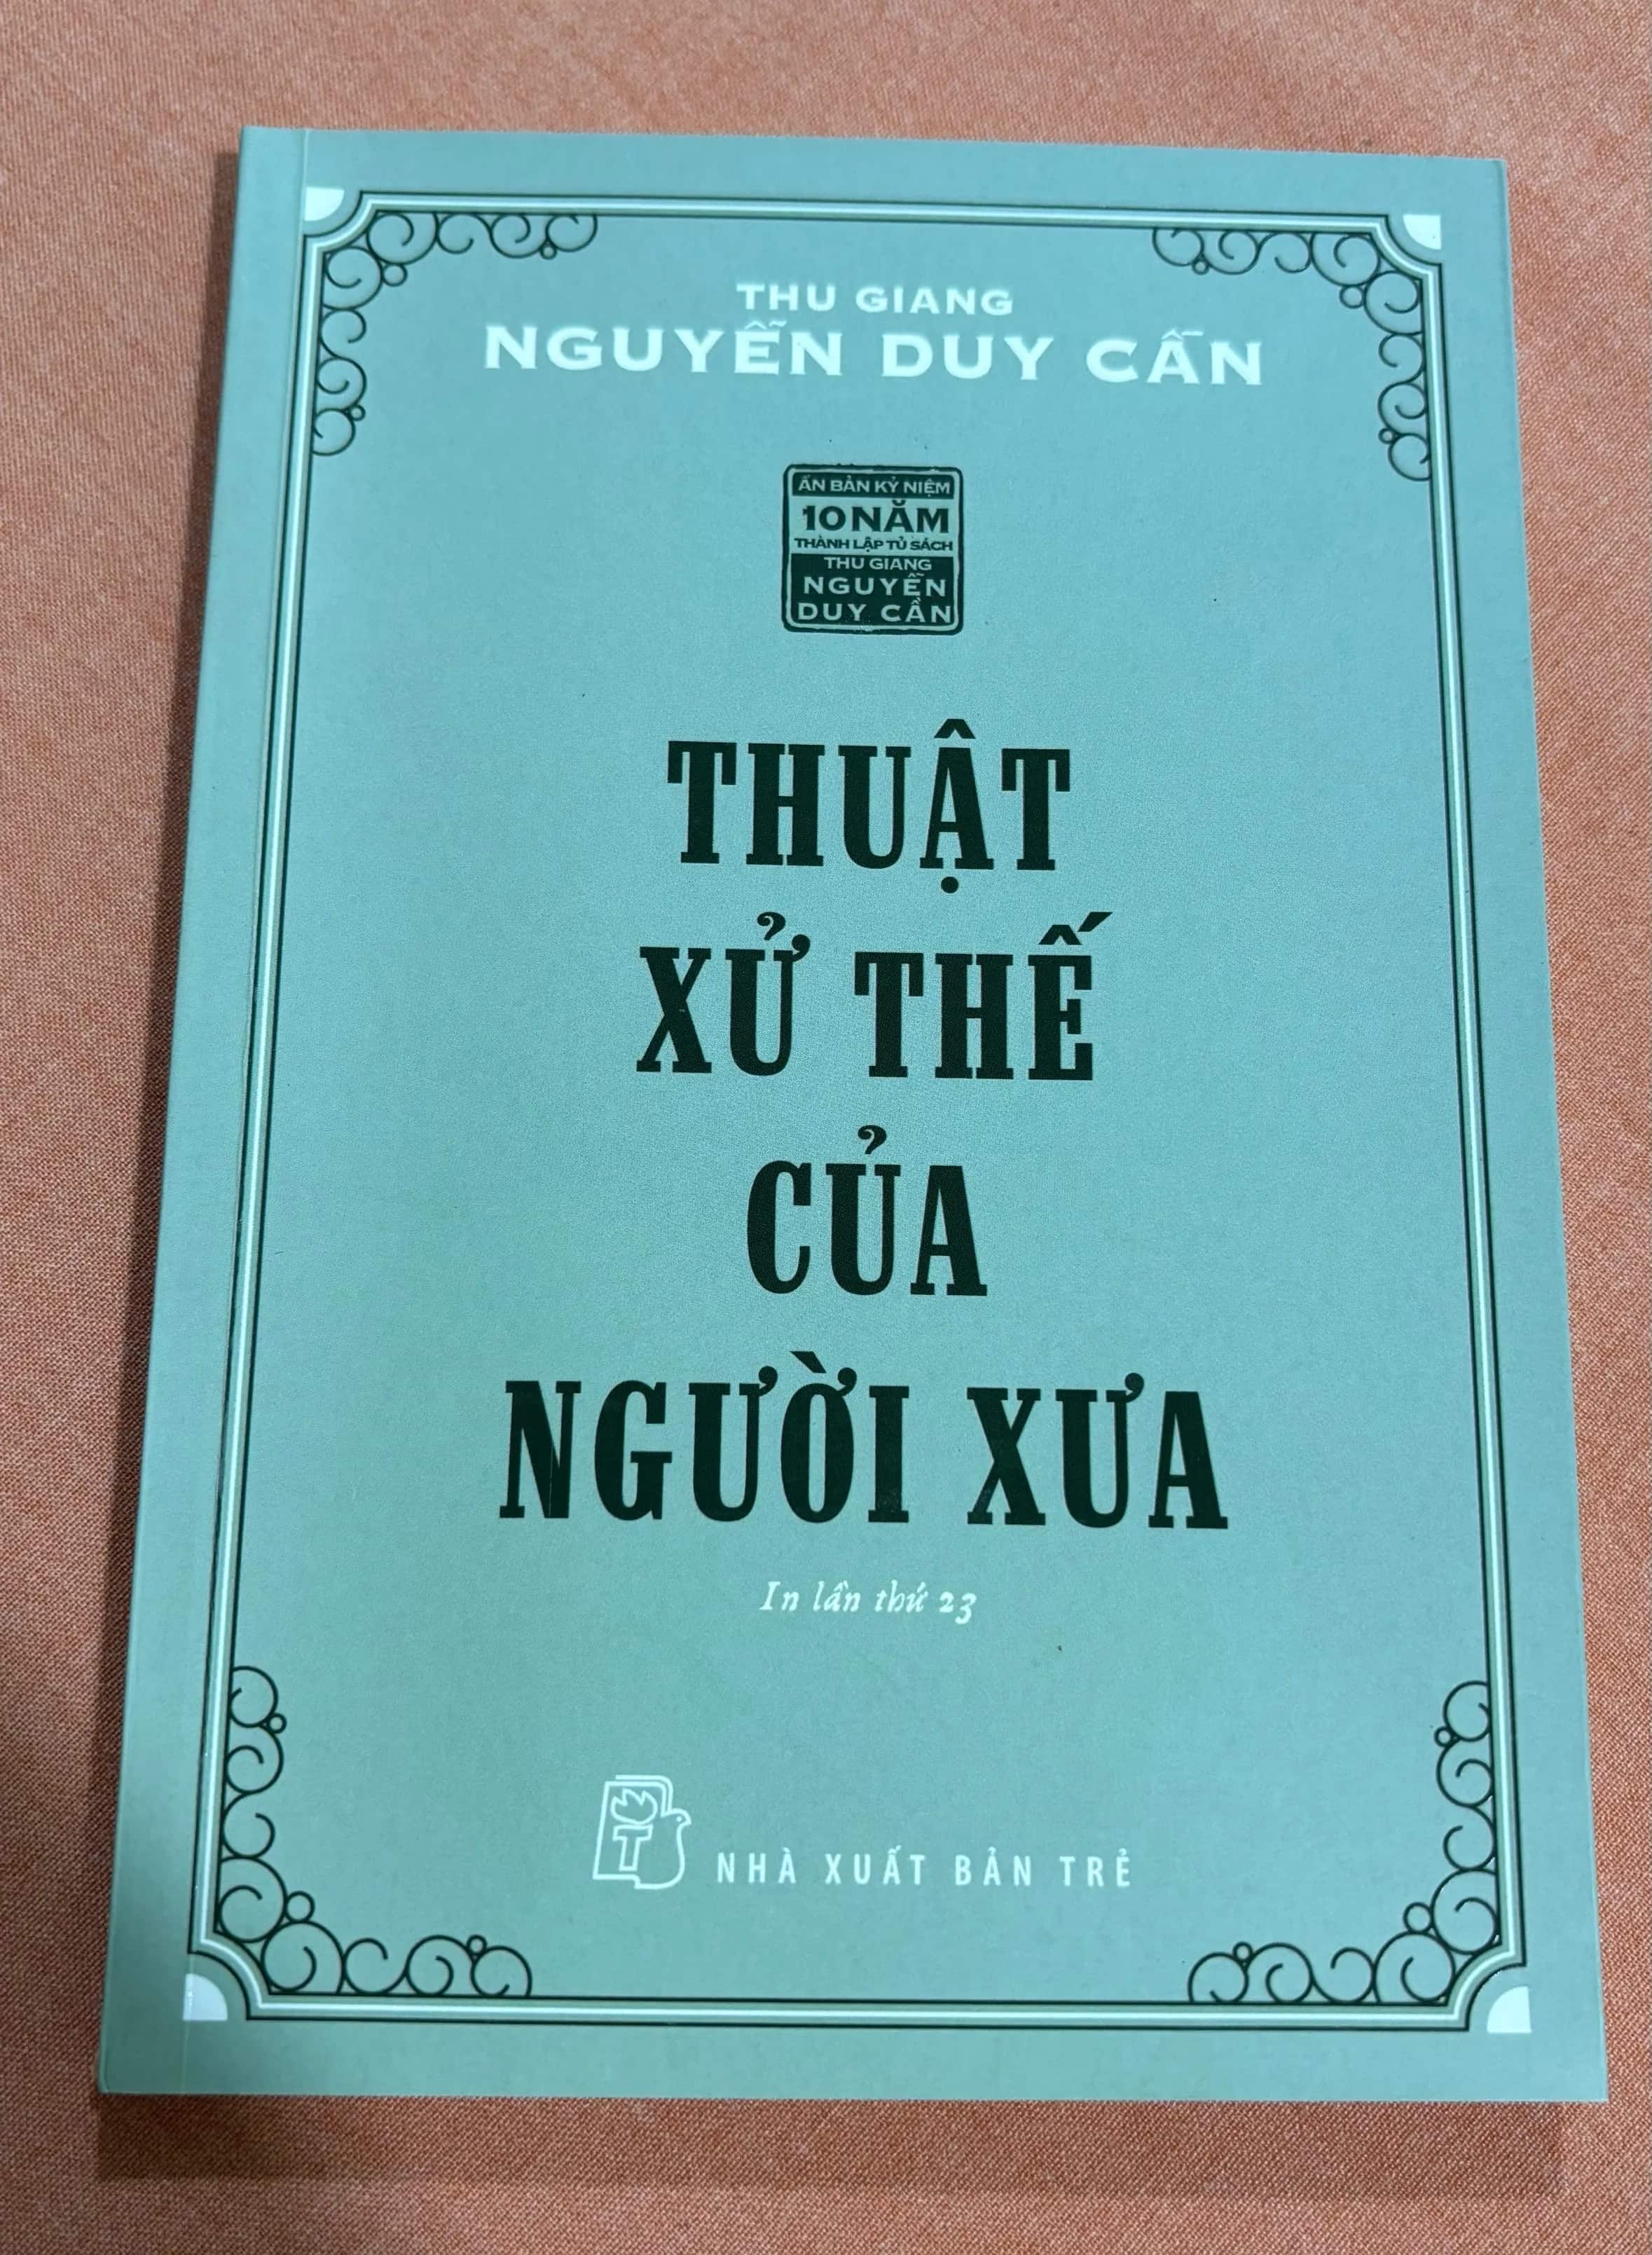 THU GIANG
NGUYỄN DUY CẦN
ẤN BẢN KỶ NIỆM
10 NĂM
THÀNH LẬP TỦ SÁCH
THU GIANG
NGUYỄN
DUY CẦN
THUẬT
XỬ THẾ
CỦA
NGƯỜI XƯA
In lần thứ 23
T
NHÀ XUẤT BẢN TRẺ